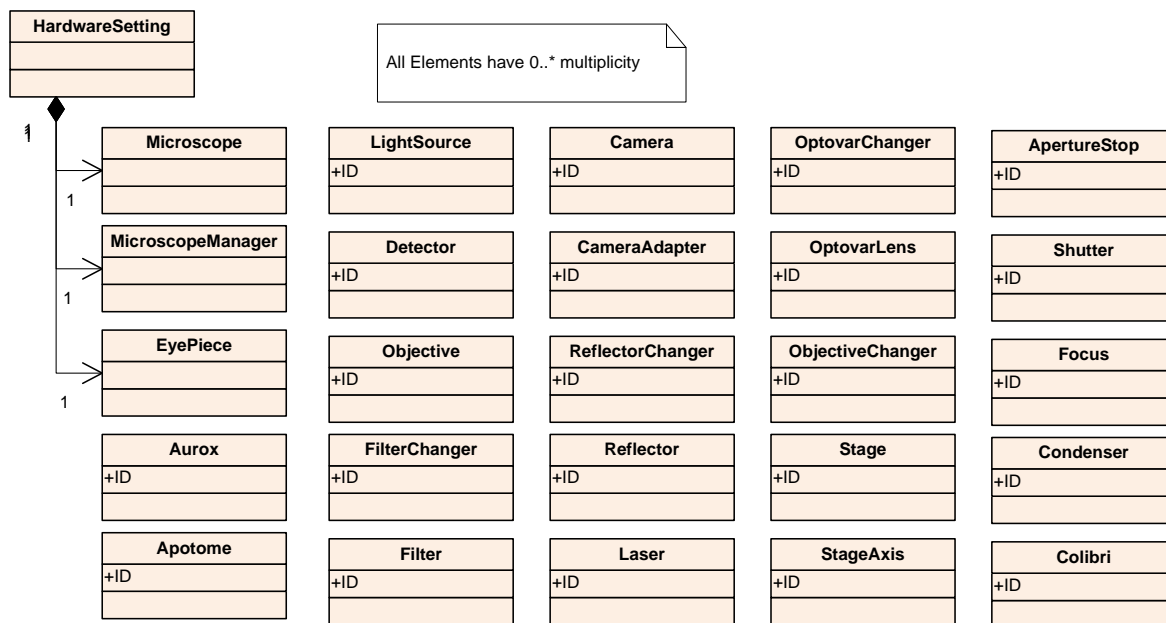 HardwareSetting
All Elements have 0..* multiplicity
1
Microscope
1
MicroscopeManager
1
EyePiece
1
Aurox
+ID
Apotome
+ID
LightSource
+ID
Detector
+ID
Objective
+ID
FilterChanger
+ID
Filter
+ID
Camera
+ID
CameraAdapter
+ID
ReflectorChanger
+ID
Reflector
+ID
Laser
+ID
OptovarChanger
+ID
OptovarLens
+ID
ObjectiveChanger
+ID
Stage
+ID
StageAxis
+ID
ApertureStop
+ID
Shutter
+ID
Focus
+ID
Condenser
+ID
Colibri
+ID